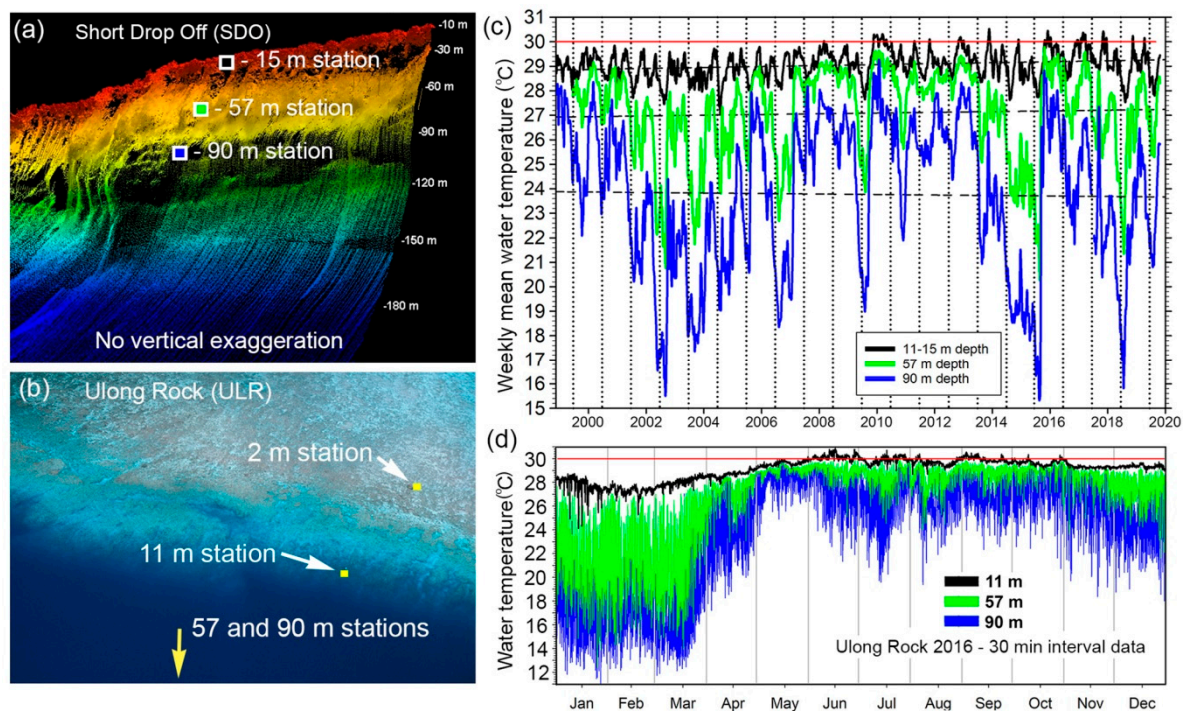 (a)
Short Drop Off (SDO)
- 15 m station
- 57 m station
- 90 m station
-10 m
-30 m
-60 m
-90 m
-120 m
-150 m
-180 m
No vertical exaggeration
(b)
Ulong Rock (ULR)
2 m station
11 m station
57 and 90 m stations
(c)
Weekly mean water temperature (°C)
31
30
29
28
27
26
25
24
23
22
21
20
19
18
17
16
15
11-15 m depth
57 m depth
90 m depth
2000 2002 2004 2006 2008 2010 2012 2014 2016 2018 2020
(d)
Water temperature (°C)
30
28
26
24
22
20
18
16
14
12
11 m
57 m
90 m
Ulong Rock 2016 - 30 min interval data
Jan Feb Mar Apr May Jun Jul Aug Sep Oct Nov Dec